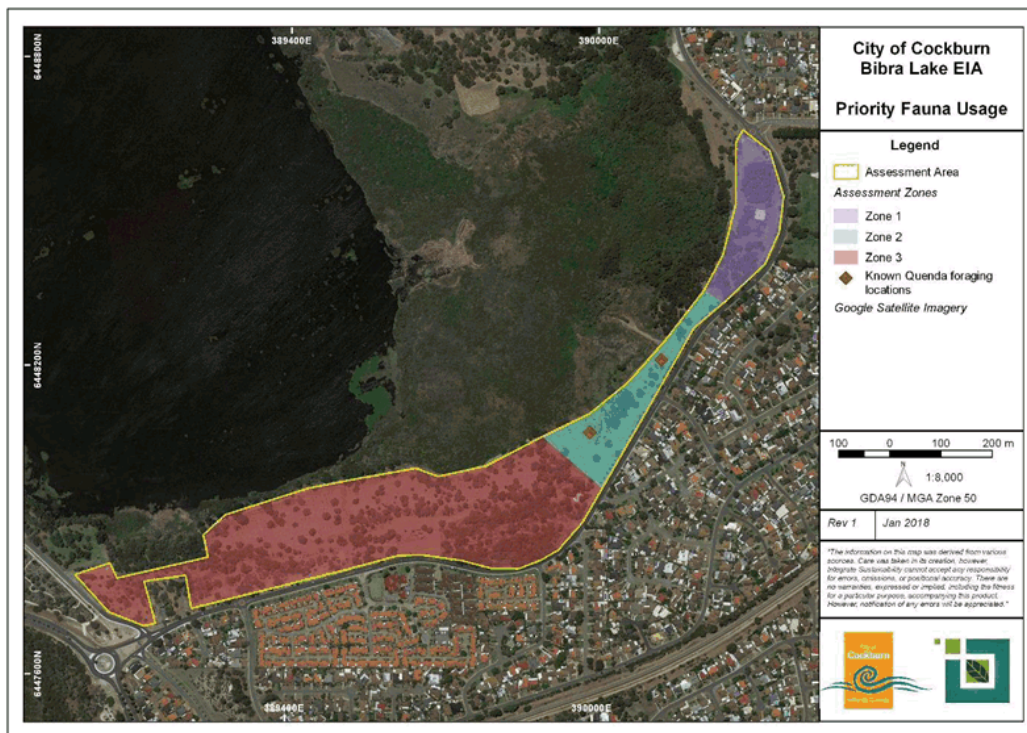 389400E
390000E
6448800N
6448200N
6447600N
389400E
390000E
City of Cockburn
Bibra Lake EIA
Priority Fauna Usage
Legend
Assessment Area
Assessment Zones
Zone 1
Zone 2
Zone 3
Known Quenda foraging
locations
Google Satellite Imagery
100 0 100 200 m
N
1:8,000
GDA94 / MGA Zone 50
Rev 1 Jan 2018
"The information on this map was derived from various
sources. Care was taken in its creation, however,
Integrate Sustainability cannot accept any responsibility
for errors, omissions, or positional accuracy. There are
no warranties, expressed or implied, including the fitness
for a particular purpose, accompanying this product.
However, notification of any errors will be appreciated."
City of
Cockburn